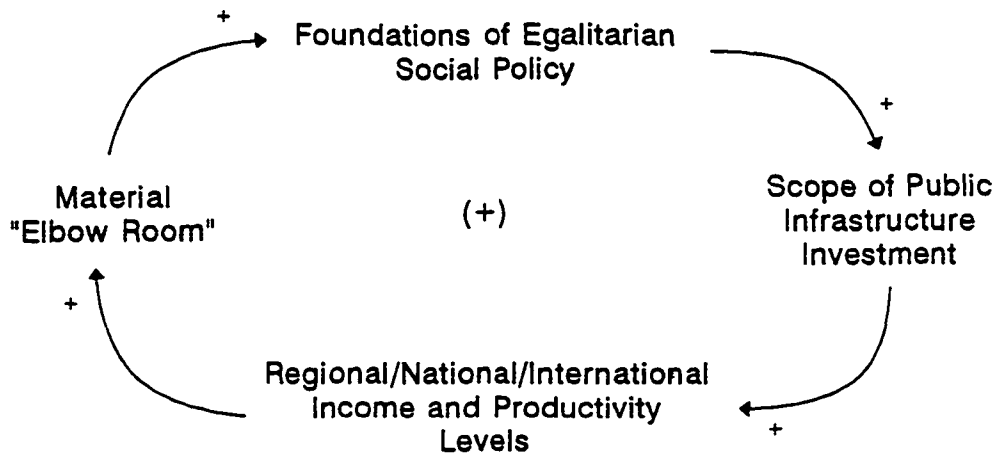 +
Foundations of Egalitarian
Social Policy
+
Material
"Elbow Room"
(+)
Scope of Public
Infrastructure
Investment
+
Regional/National/International
Income and Productivity
Levels
+